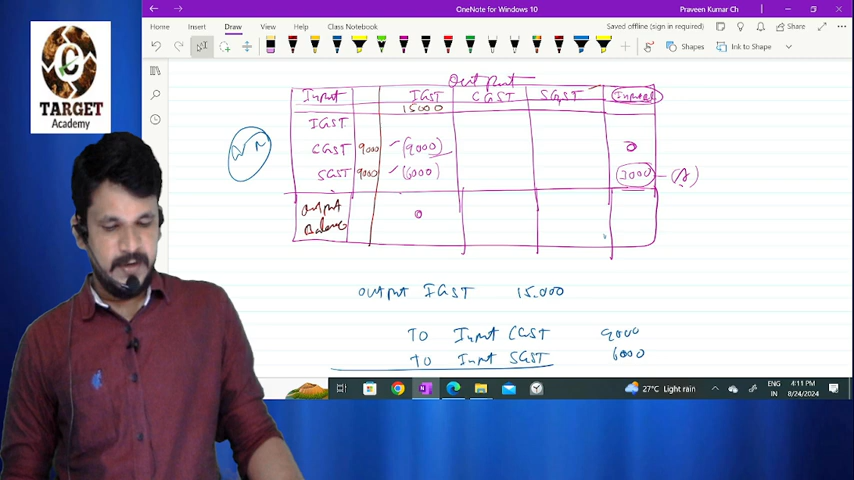 OneNote for Windows 10
Praveen Kumar Ch
Home Insert Draw View Help Class Notebook
Saved offline (sign in required)
Share
Shapes
Ink to Shape
C
TARGET
Academy
Output
Input IGST CGST SGST
15000
IGST
CGST 9000 (9000) 0
SGST 9000 (6000) 3000 (A)
WN
Output
Balance 0
Output IGST 15.000
TO Input CGST 9000
TO Input SGST 6000
27°C Light rain
ENG
IN
4:11 PM
8/24/2024